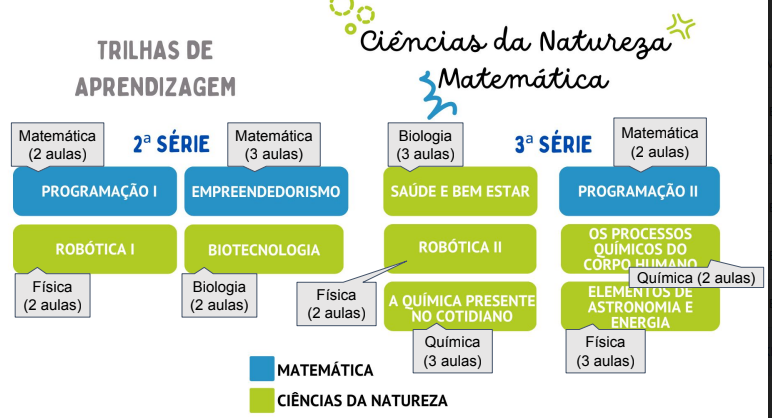 TRILHAS DE
APRENDIZAGEM
Ciências da Natureza
Matemática
Matemática
(2 aulas)
2ª SÉRIE
Matemática
(3 aulas)
Biologia
(3 aulas)
3ª SÉRIE
Matemática
(2 aulas)
PROGRAMAÇÃO I
EMPREENDEDORISMO
SAÚDE E BEM ESTAR
PROGRAMAÇÃO II
ROBÓTICA I
BIOTECNOLOGIA
ROBÓTICA II
OS PROCESSOS
QUÍMICOS DO
CORPO HUMANO
Física
(2 aulas)
Biologia
(2 aulas)
Física
(2 aulas)
Química (2 aulas)
A QUÍMICA PRESENTE
NO COTIDIANO
ELEMENTOS DE
ASTRONOMIA E
ENERGIA
Química
(3 aulas)
Física
(3 aulas)
MATEMÁTICA
CIÊNCIAS DA NATUREZA